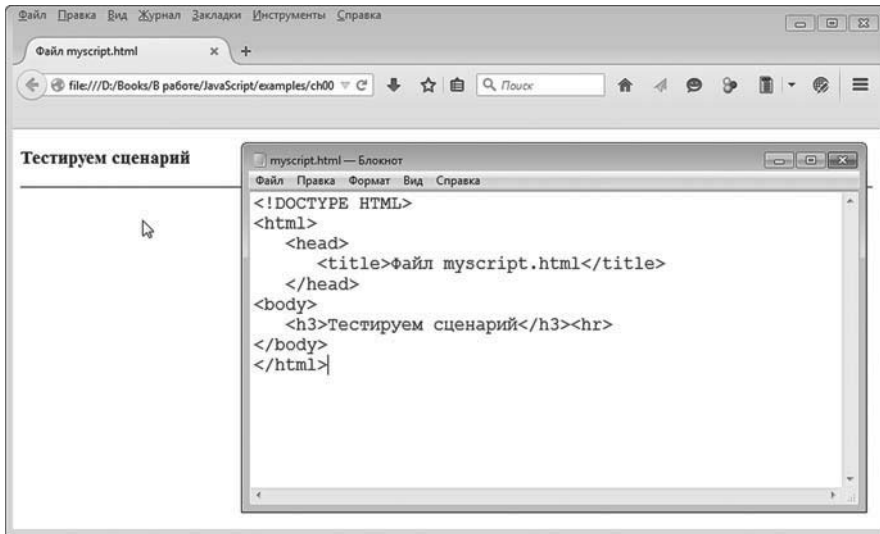 Файл Правка Вид Журнал Закладки Инструменты Справка
Файл myscript.html
file:///D:/Books/В работе/JavaScript/examples/ch00
Поиск
Тестируем сценарий
myscript.html — Блокнот
Файл Правка Формат Вид Справка
<!DOCTYPE HTML>
<html>
<head>
<title>Файл myscript.html</title>
</head>
<body>
<h3>Тестируем сценарий</h3><hr>
</body>
</html>